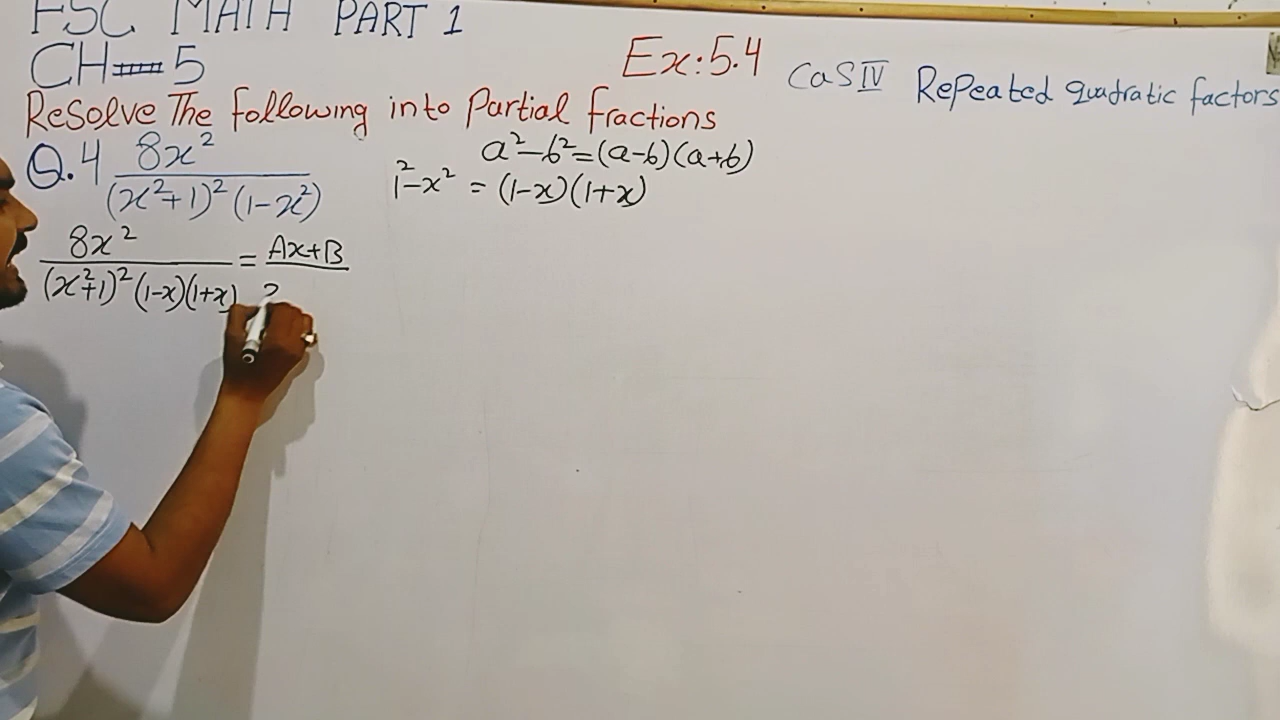 FSC MATH PART 1
CH 5
Ex:5.4
CaS IV Repeated quadratic factors
Resolve The following into Partial fractions
Q.4 8x² / (x²+1)²(1-x²)
a²-b²=(a-b)(a+b)
1²-x² = (1-x)(1+x)
8x² / (x²+1)²(1-x)(1+x) = Ax+B